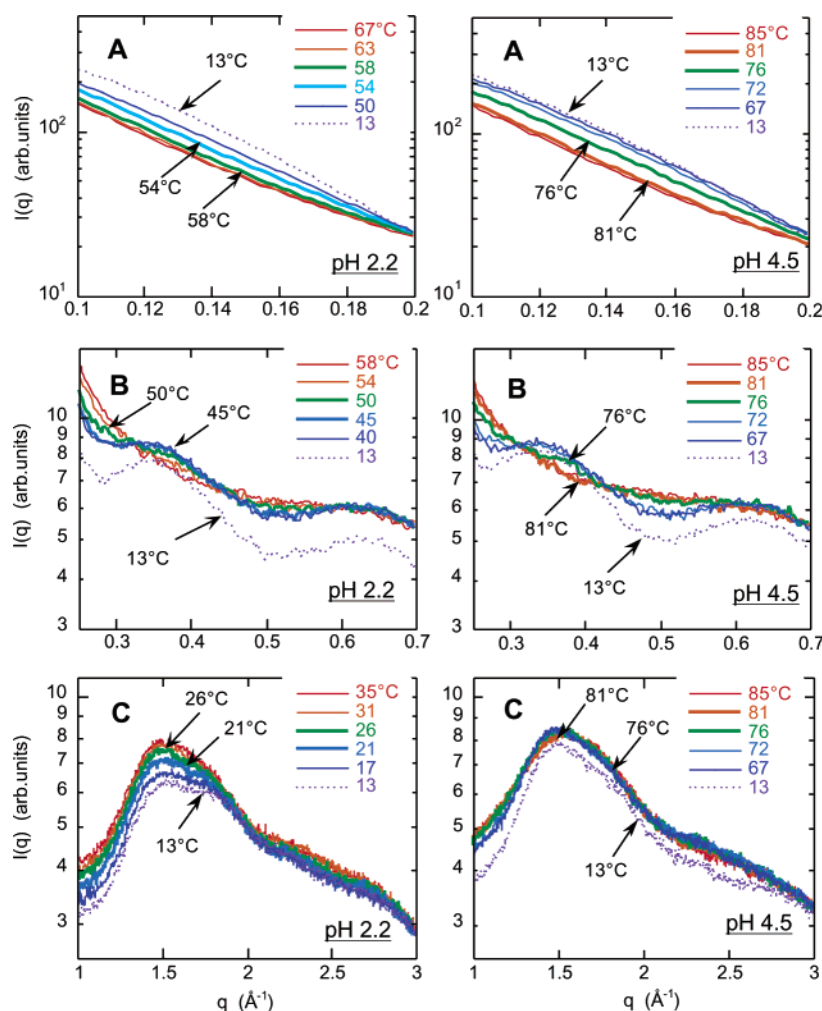 A
67°C
63
58
54
50
13
13°C
54°C
58°C
pH 2.2
I(q) (arb.units)
10²
10¹
0.1 0.12 0.14 0.16 0.18 0.2
A
85°C
81
76
72
67
13
13°C
76°C
81°C
pH 4.5
10²
10¹
0.1 0.12 0.14 0.16 0.18 0.2
B
58°C
54
50
45
40
13
50°C
45°C
13°C
pH 2.2
I(q) (arb.units)
10
9
8
7
6
5
4
3
0.3 0.4 0.5 0.6 0.7
B
85°C
81
76
72
67
13
76°C
81°C
13°C
pH 4.5
10
9
8
7
6
5
4
3
0.3 0.4 0.5 0.6 0.7
C
35°C
31
26
21
17
13
26°C
21°C
13°C
pH 2.2
I(q) (arb.units)
10
9
8
7
6
5
4
3
1 1.5 2 2.5 3
q (Å⁻¹)
C
85°C
81
76
72
67
13
81°C
76°C
13°C
pH 4.5
10
9
8
7
6
5
4
3
1 1.5 2 2.5 3
q (Å⁻¹)